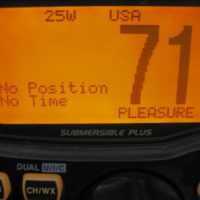 25W USA
71
No Position
No Time
PLEASURE
SUBMERSIBLE PLUS
DUAL U/I/C
CH/WX